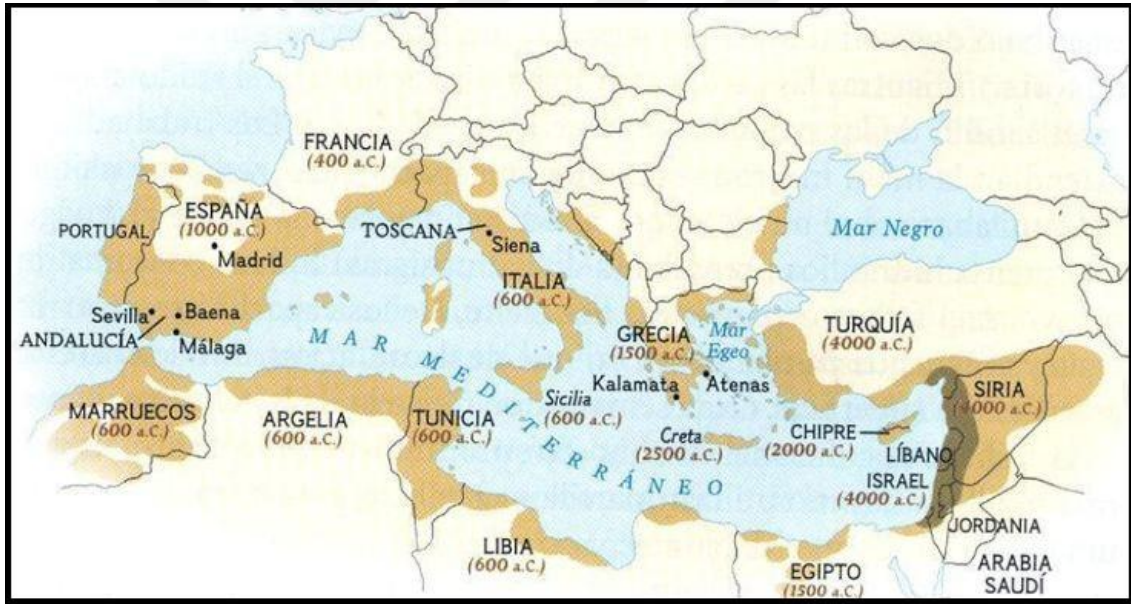 FRANCIA
(400 a.C.)
ESPAÑA
(1000 a.C.)
PORTUGAL
Madrid
TOSCANA
Siena
ITALIA
(600 a.C.)
Mar Negro
Sevilla
Baena
ANDALUCÍA
Málaga
MAR MEDITERRÁNEO
GRECIA
(1500 a.C.)
Mar
Egeo
TURQUÍA
(4000 a.C.)
Kalamata
Atenas
SIRIA
(4000 a.C.)
MARRUECOS
(600 a.C.)
ARGELIA
(600 a.C.)
TUNICIA
(600 a.C.)
Sicilia
(600 a.C.)
Creta
(2500 a.C.)
CHIPRE
(2000 a.C.)
LÍBANO
ISRAEL
(4000 a.C.)
JORDANIA
LIBIA
(600 a.C.)
EGIPTO
(1500 a.C.)
ARABIA
SAUDÍ